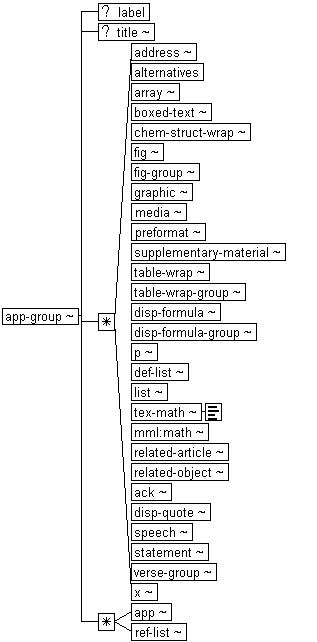 ? label
? title ~
address ~
alternatives
array ~
boxed-text ~
chem-struct-wrap ~
fig ~
fig-group ~
graphic ~
media ~
preformat ~
supplementary-material ~
table-wrap ~
table-wrap-group ~
disp-formula ~
app-group ~
*
disp-formula-group ~
p ~
def-list ~
list ~
tex-math ~
mml:math ~
related-article ~
related-object ~
ack ~
disp-quote ~
speech ~
statement ~
verse-group ~
x ~
app ~
*
ref-list ~